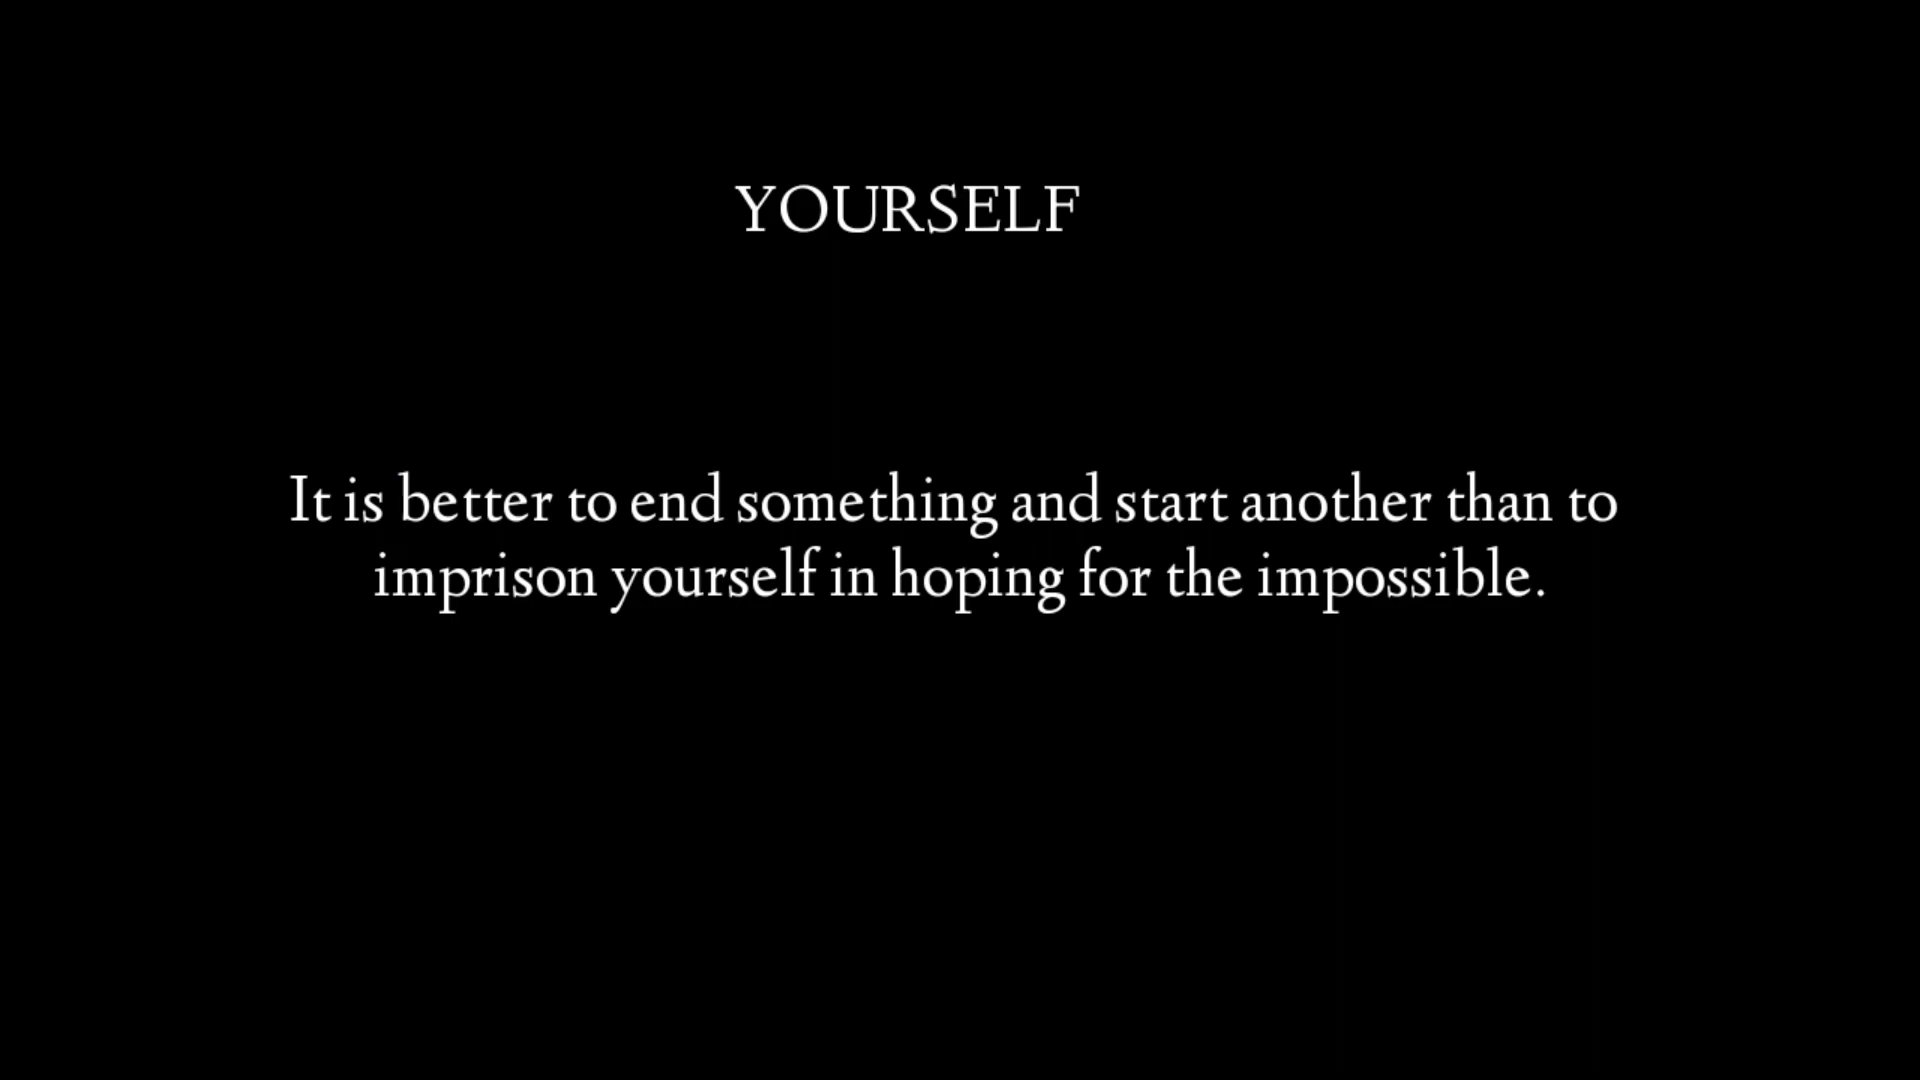 YOURSELF
It is better to end something and start another than to
imprison yourself in hoping for the impossible.